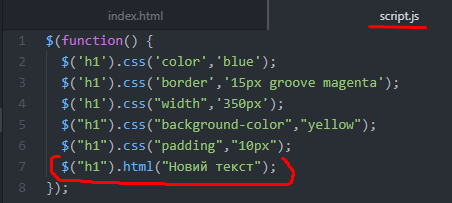 index.html script.js
1 $(function() {
2 $('h1').css('color','blue');
3 $('h1').css('border','15px groove magenta');
4 $('h1').css("width",'350px');
5 $("h1").css("background-color","yellow");
6 $("h1").css("padding","10px");
7 $("h1").html("Новий текст");
8 });